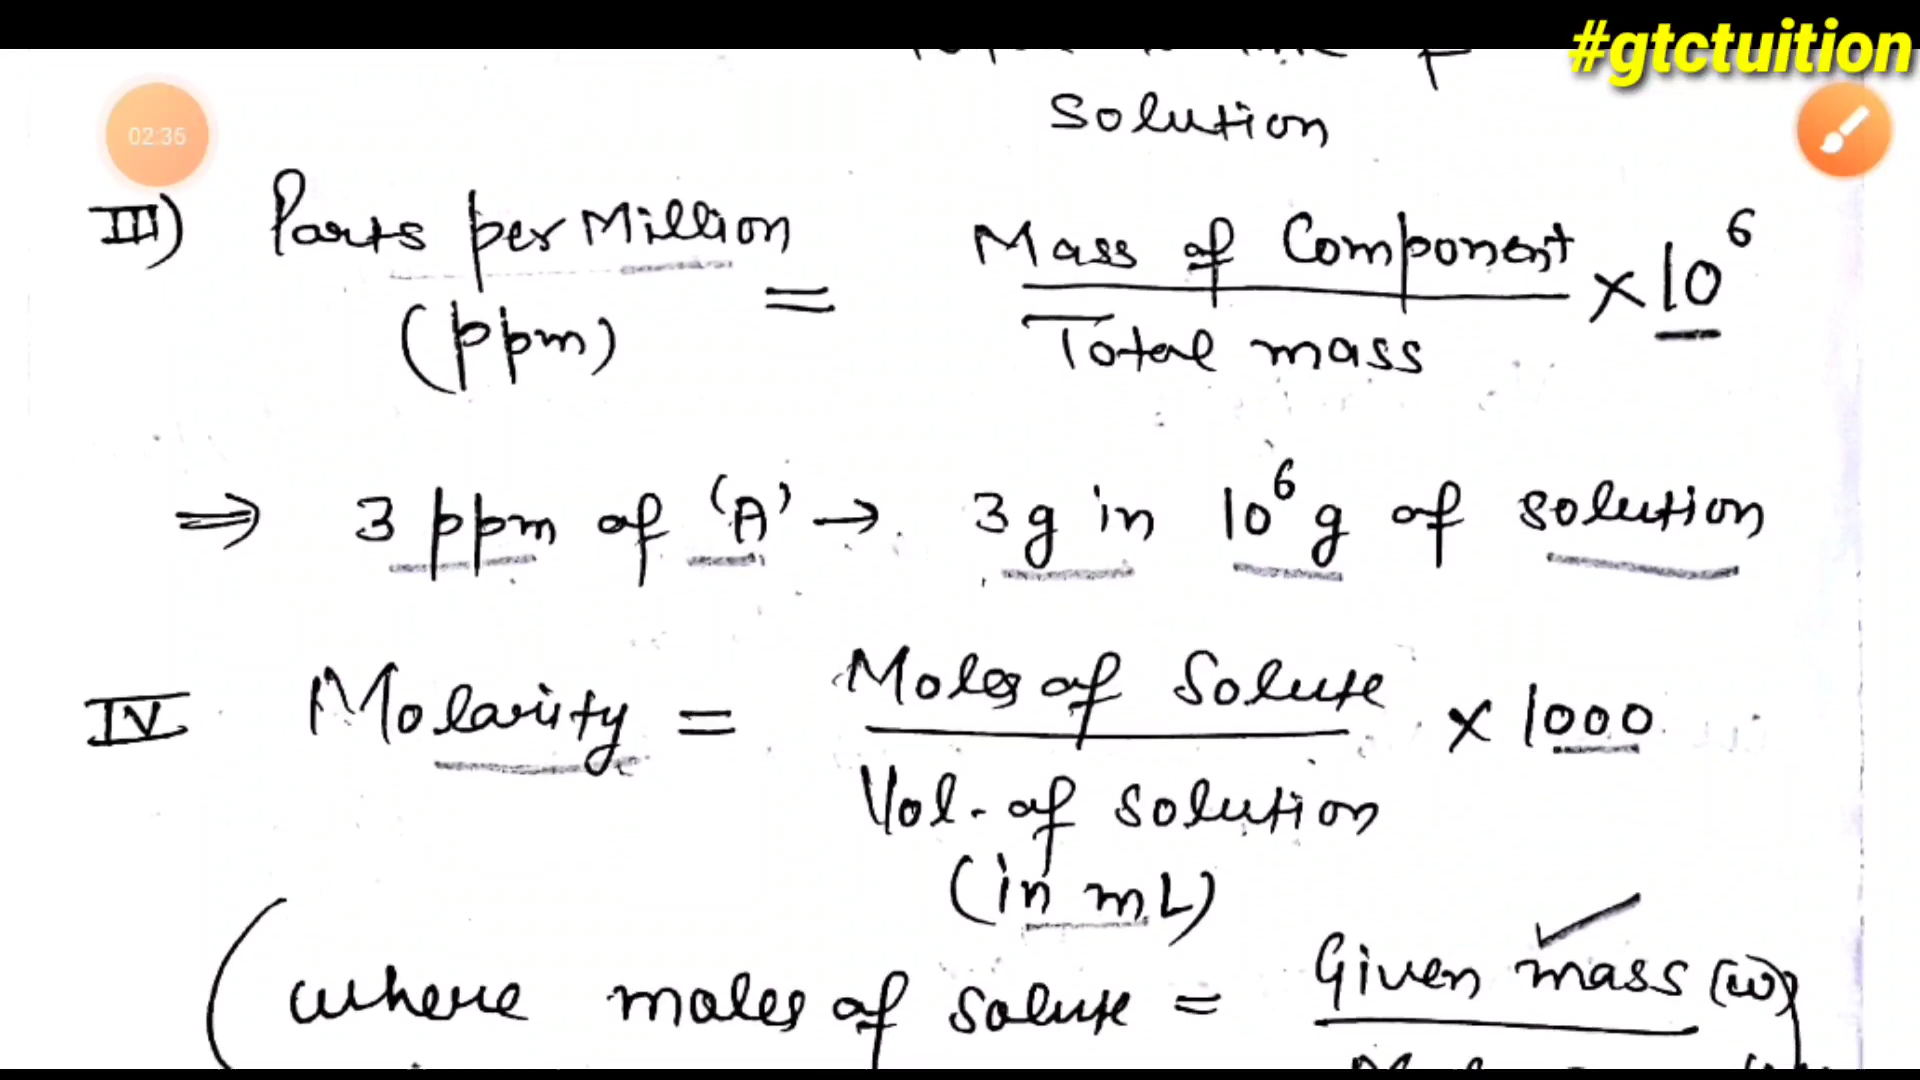 #gtctuition
solution
02:35
III) Parts per Million (ppm) = Mass of Component / Total mass × 10^6
⇒ 3 ppm of 'A' → 3g in 10^6 g of solution
IV Molarity = Moles of Solute / Vol. of solution (in mL) × 1000
(where moles of solute = Given mass (w)